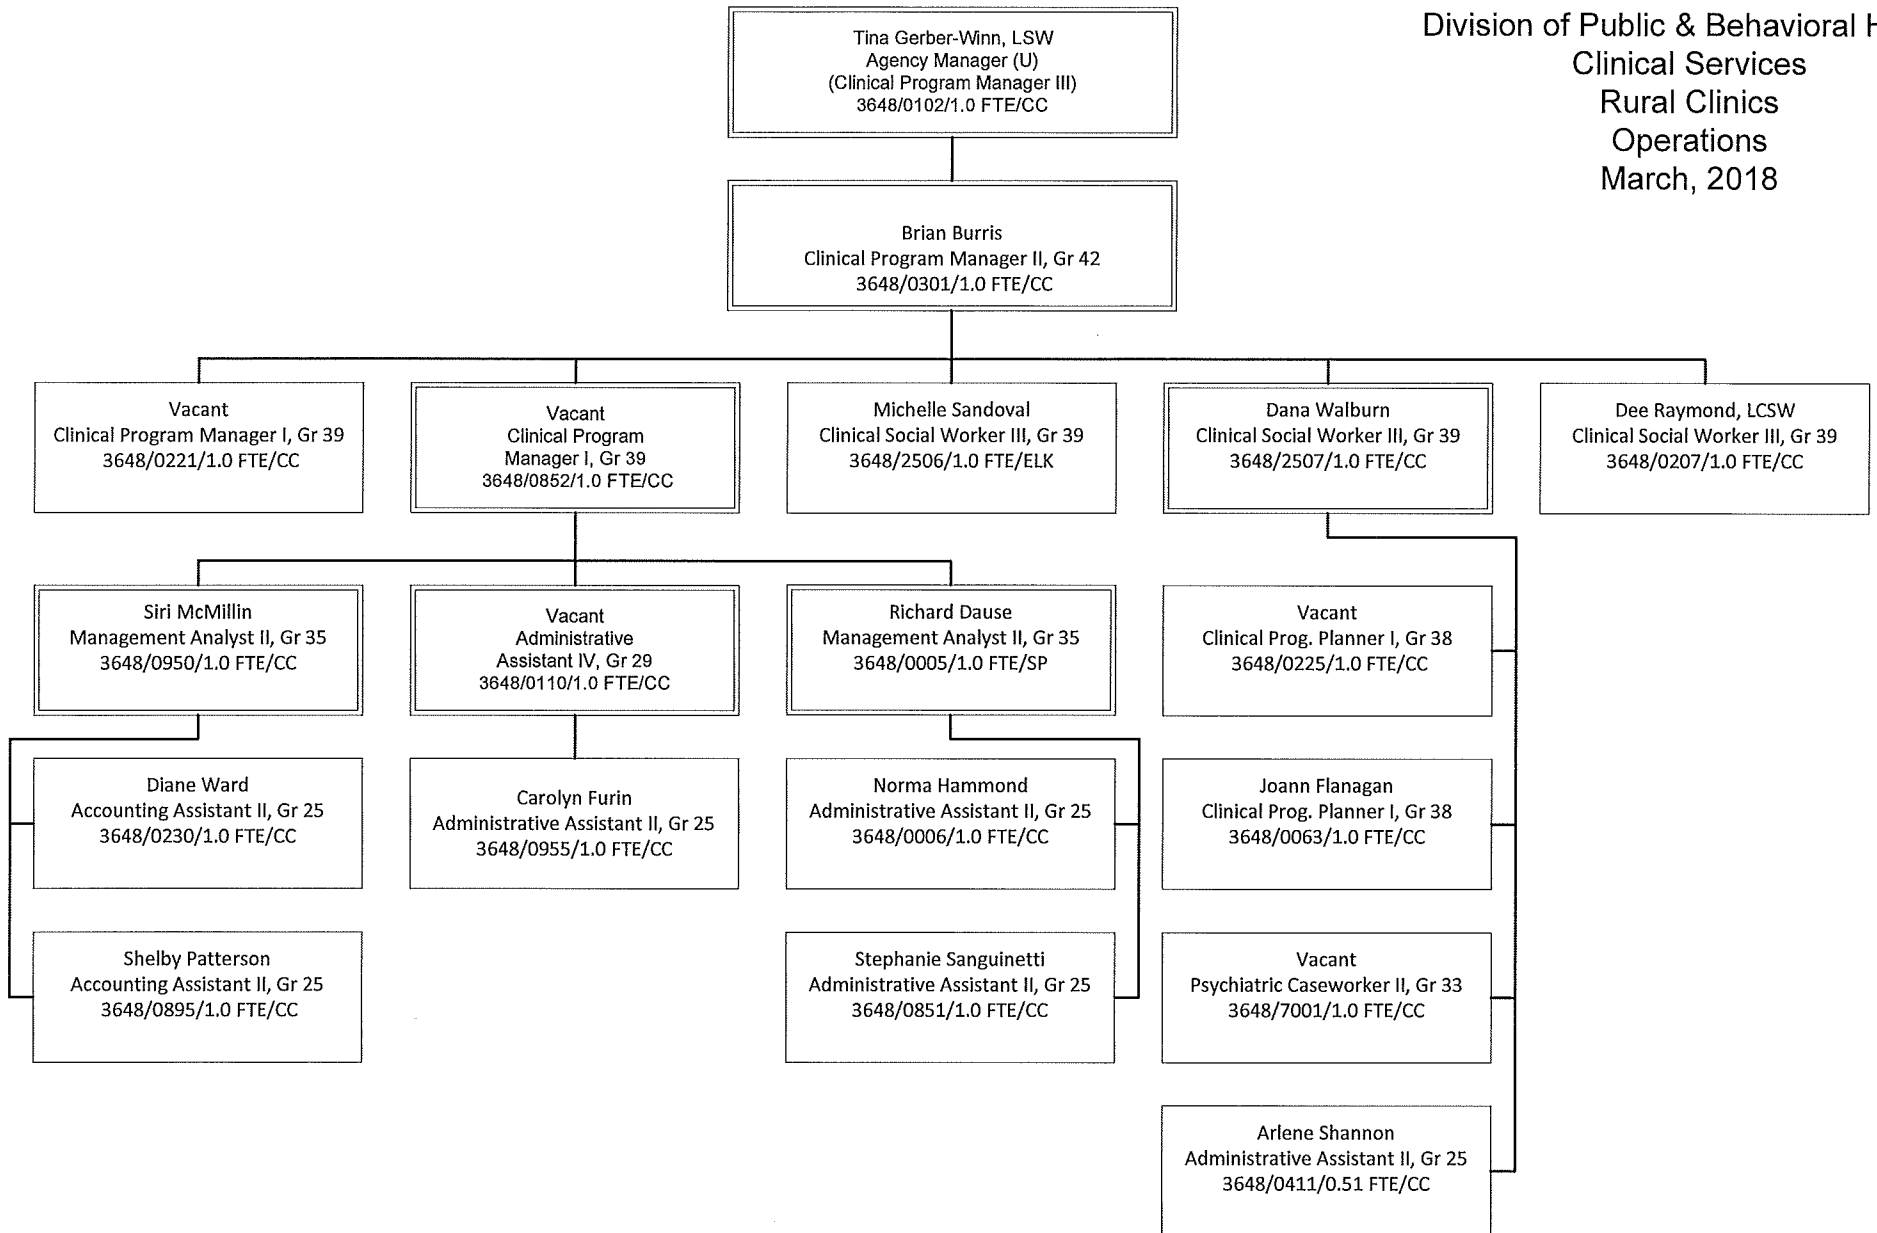 Division of Public & Behavioral
Clinical Services
Rural Clinics
Operations
March, 2018
Tina Gerber-Winn, LSW
Agency Manager (U)
(Clinical Program Manager III)
3648/0102/1.0 FTE/CC
Brian Burris
Clinical Program Manager II, Gr 42
3648/0301/1.0 FTE/CC
Vacant
Clinical Program Manager I, Gr 39
3648/0221/1.0 FTE/CC
Vacant
Clinical Program
Manager I, Gr 39
3648/0852/1.0 FTE/CC
Michelle Sandoval
Clinical Social Worker III, Gr 39
3648/2506/1.0 FTE/ELK
Dana Walburn
Clinical Social Worker III, Gr 39
3648/2507/1.0 FTE/CC
Dee Raymond, LCSW
Clinical Social Worker III, Gr 39
3648/0207/1.0 FTE/CC
Siri McMillin
Management Analyst II, Gr 35
3648/0950/1.0 FTE/CC
Vacant
Administrative
Assistant IV, Gr 29
3648/0110/1.0 FTE/CC
Richard Dause
Management Analyst II, Gr 35
3648/0005/1.0 FTE/SP
Vacant
Clinical Prog. Planner I, Gr 38
3648/0225/1.0 FTE/CC
Diane Ward
Accounting Assistant II, Gr 25
3648/0230/1.0 FTE/CC
Carolyn Furin
Administrative Assistant II, Gr 25
3648/0955/1.0 FTE/CC
Norma Hammond
Administrative Assistant II, Gr 25
3648/0006/1.0 FTE/CC
Joann Flanagan
Clinical Prog. Planner I, Gr 38
3648/0063/1.0 FTE/CC
Shelby Patterson
Accounting Assistant II, Gr 25
3648/0895/1.0 FTE/CC
Stephanie Sanguinetti
Administrative Assistant II, Gr 25
3648/0851/1.0 FTE/CC
Vacant
Psychiatric Caseworker II, Gr 33
3648/7001/1.0 FTE/CC
Arlene Shannon
Administrative Assistant II, Gr 25
3648/0411/0.51 FTE/CC